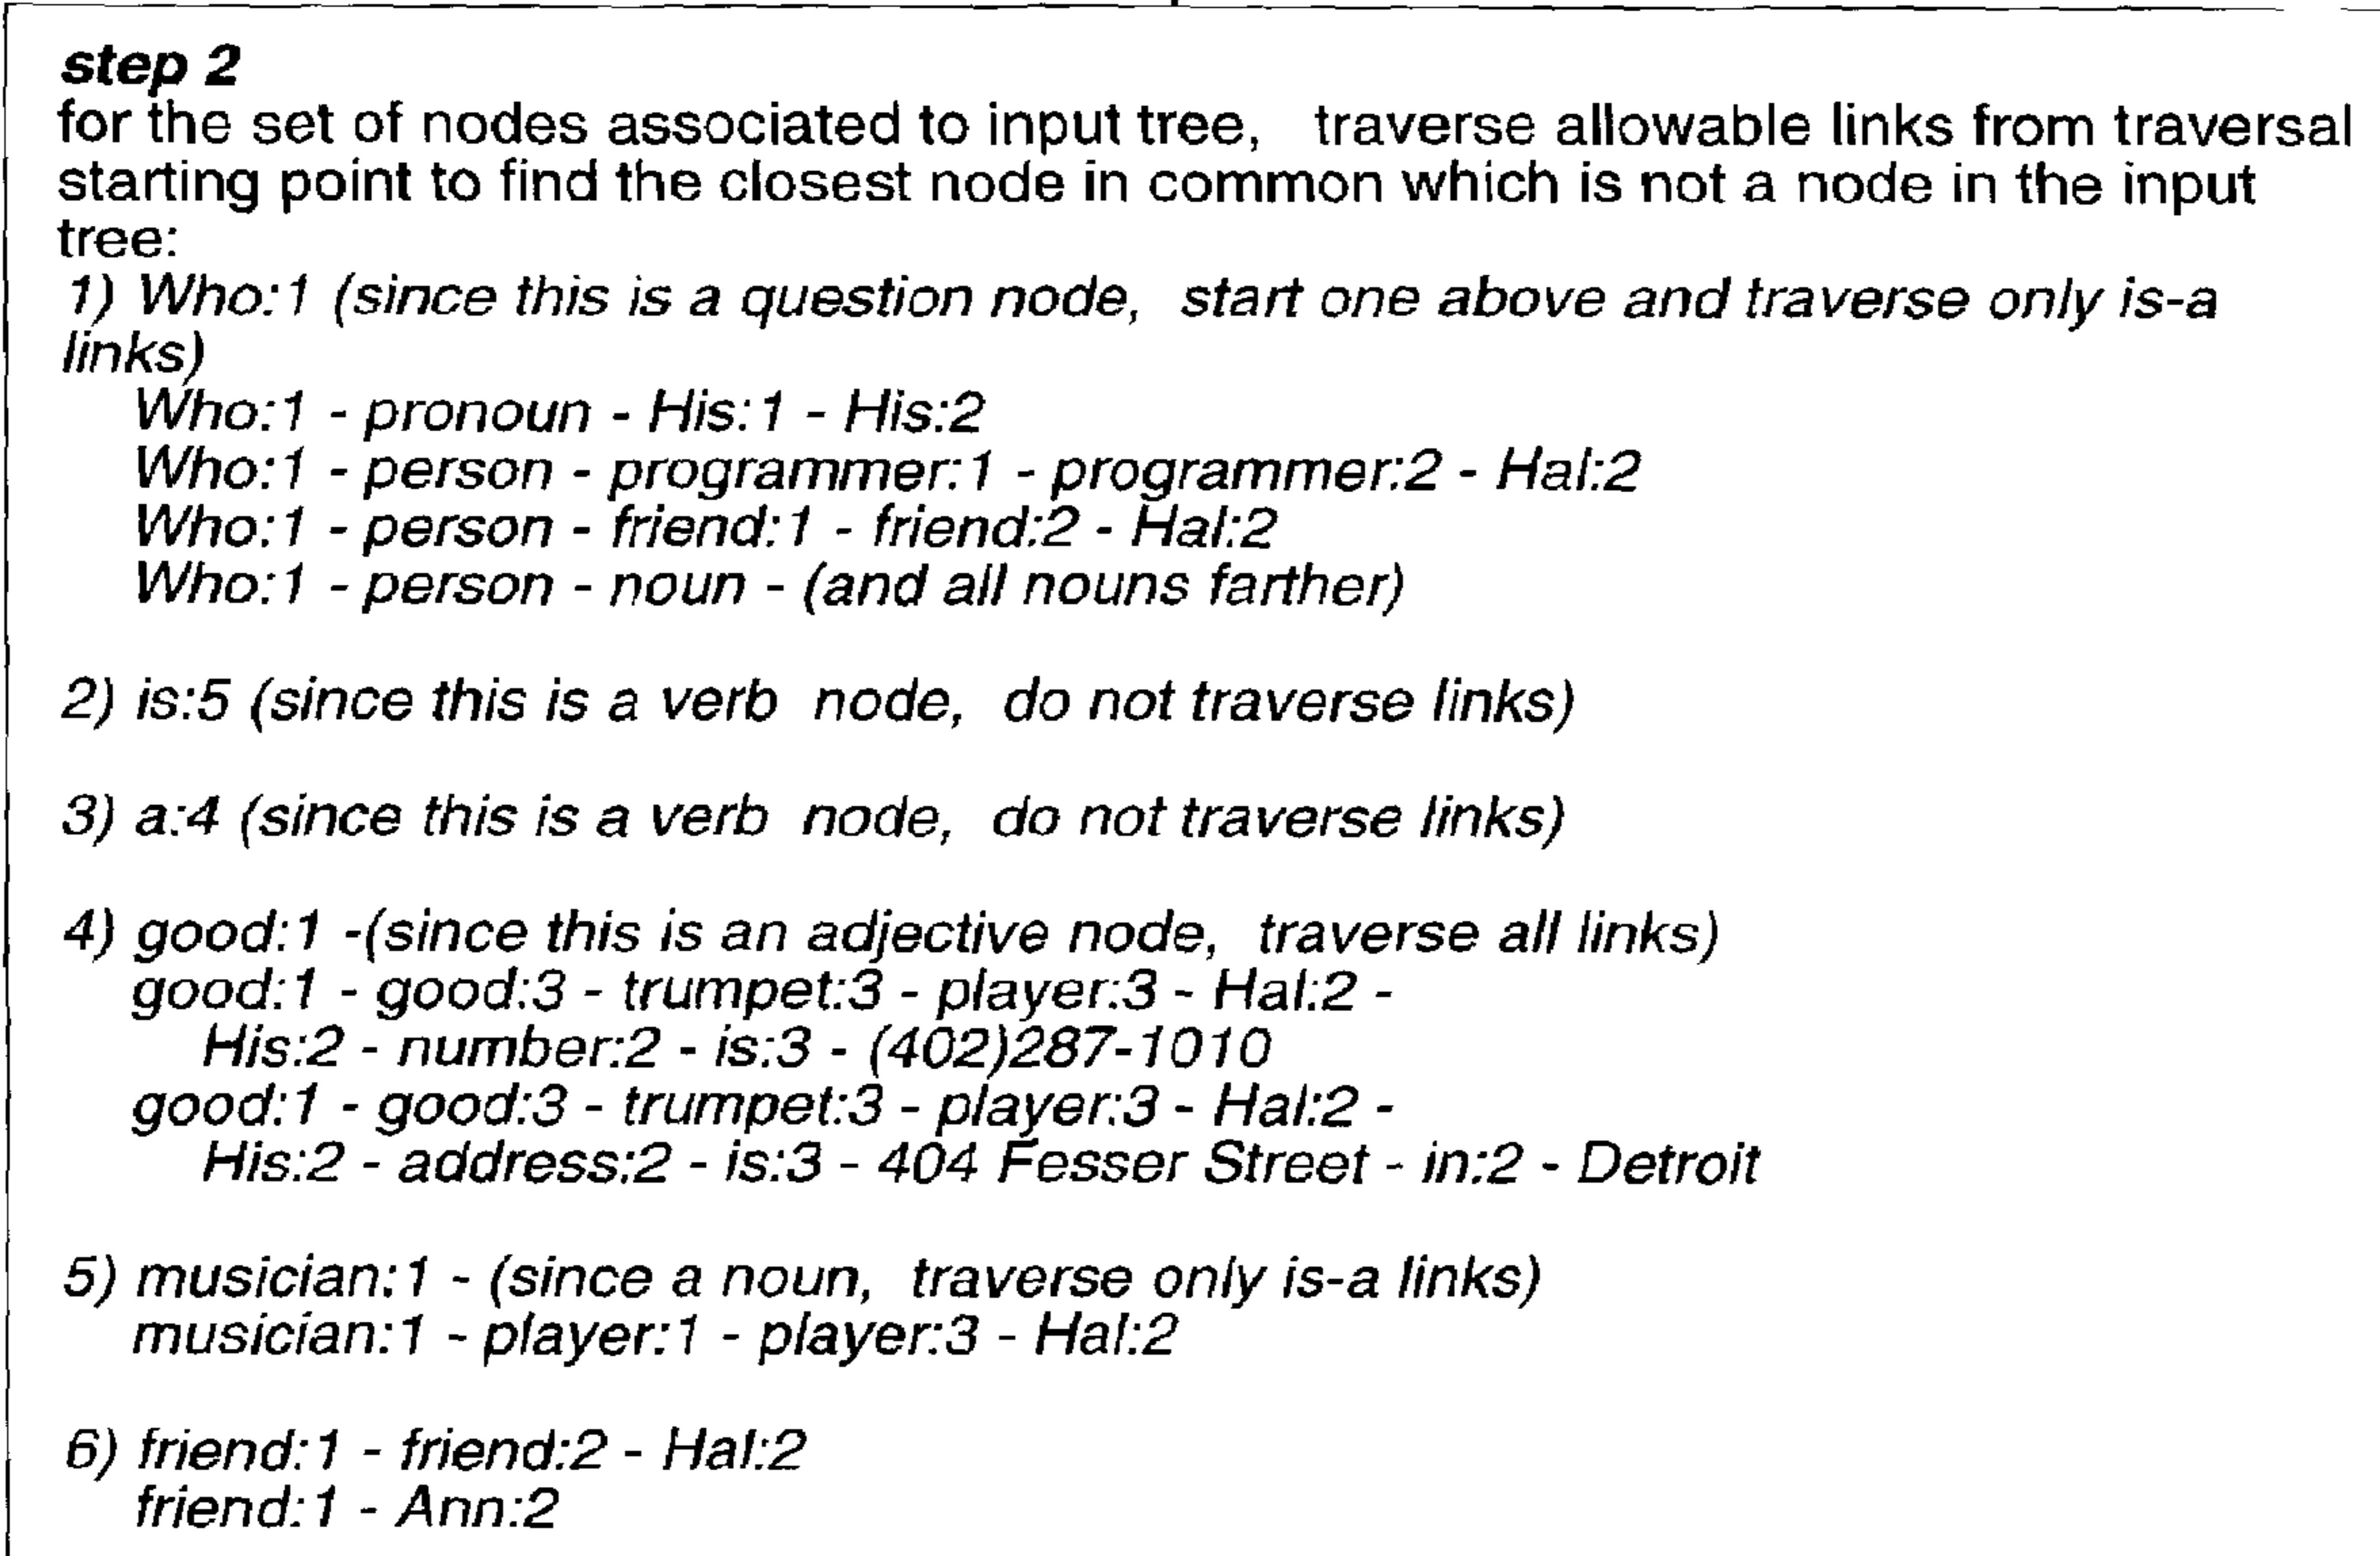 step 2
for the set of nodes associated to input tree, traverse allowable links from traversal
starting point to find the closest node in common which is not a node in the input
tree:
1) Who:1 (since this is a question node, start one above and traverse only is-a
links)
Who:1 - pronoun - His:1 - His:2
Who:1 - person - programmer:1 - programmer:2 - Hal:2
Who:1 - person - friend:1 - friend:2 - Hal:2
Who:1 - person - noun - (and all nouns farther)
2) is:5 (since this is a verb node, do not traverse links)
3) a:4 (since this is a verb node, do not traverse links)
4) good:1 -(since this is an adjective node, traverse all links)
good:1 - good:3 - trumpet:3 - player:3 - Hal:2 -
His:2 - number:2 - is:3 - (402)287-1010
good:1 - good:3 - trumpet:3 - player:3 - Hal:2 -
His:2 - address:2 - is:3 - 404 Fesser Street - in:2 - Detroit
5) musician:1 - (since a noun, traverse only is-a links)
musician:1 - player:1 - player:3 - Hal:2
6) friend:1 - friend:2 - Hal:2
friend:1 - Ann:2